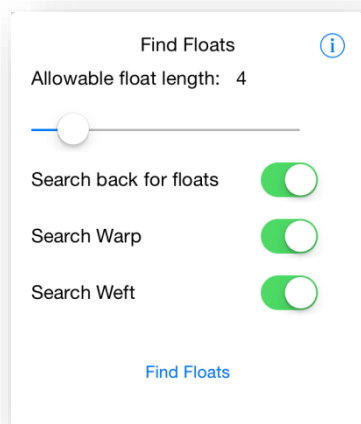 Find Floats
Allowable float length: 4
Search back for floats
Search Warp
Search Weft
Find Floats